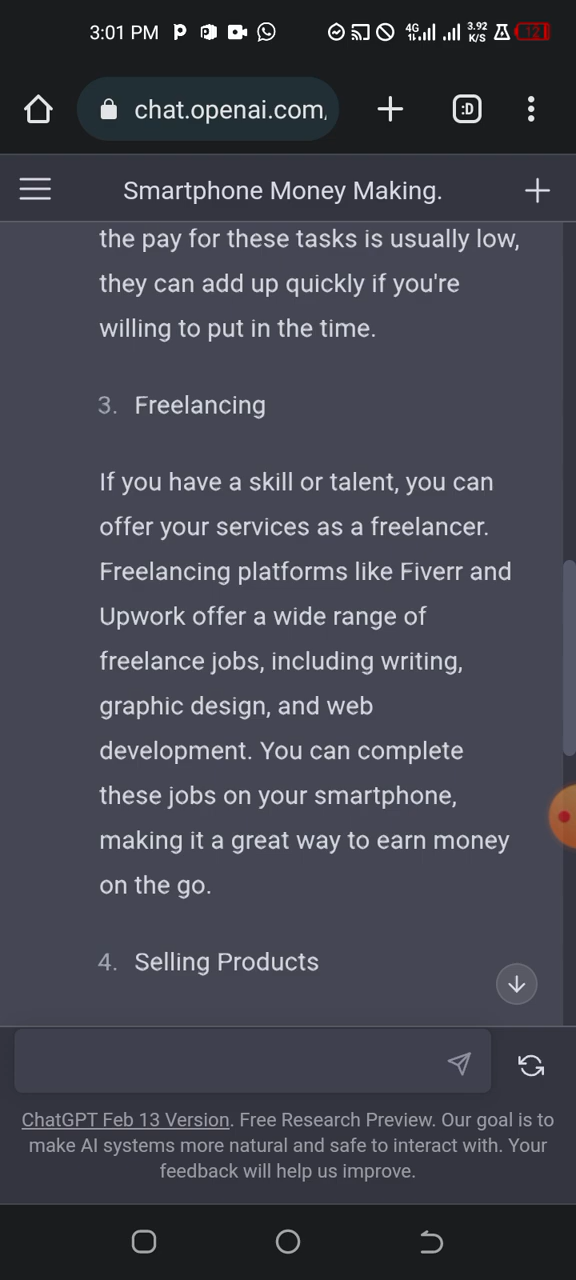 3:01 PM 4G 3.92 K/S 12
chat.openai.com, :D
Smartphone Money Making.
the pay for these tasks is usually low,
they can add up quickly if you're
willing to put in the time.
3. Freelancing
If you have a skill or talent, you can
offer your services as a freelancer.
Freelancing platforms like Fiverr and
Upwork offer a wide range of
freelance jobs, including writing,
graphic design, and web
development. You can complete
these jobs on your smartphone,
making it a great way to earn money
on the go.
4. Selling Products
ChatGPT Feb 13 Version. Free Research Preview. Our goal is to
make AI systems more natural and safe to interact with. Your
feedback will help us improve.